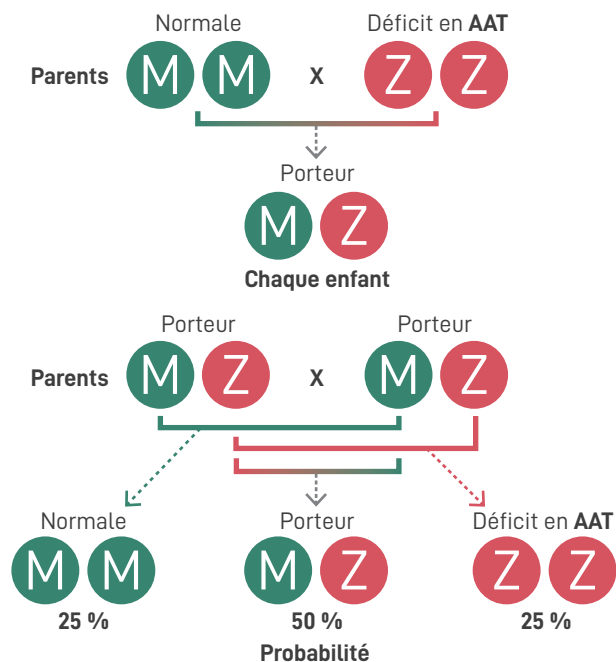 Normale Déficit en AAT
Parents M M X Z Z
Porteur
M Z
Chaque enfant
Porteur Porteur
Parents M Z X M Z
Normale Porteur Déficit en AAT
M M M Z Z Z
25 % 50 % 25 %
Probabilité